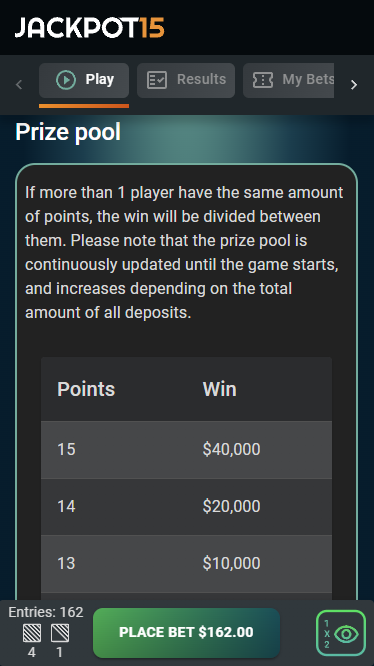 JACKPOT15
Play
Results
My Bets
Prize pool
If more than 1 player have the same amount
of points, the win will be divided between
them. Please note that the prize pool is
continuously updated until the game starts,
and increases depending on the total
amount of all deposits.
Points Win
15 $40,000
14 $20,000
13 $10,000
Entries: 162
4 1
PLACE BET $162.00
1
X
2